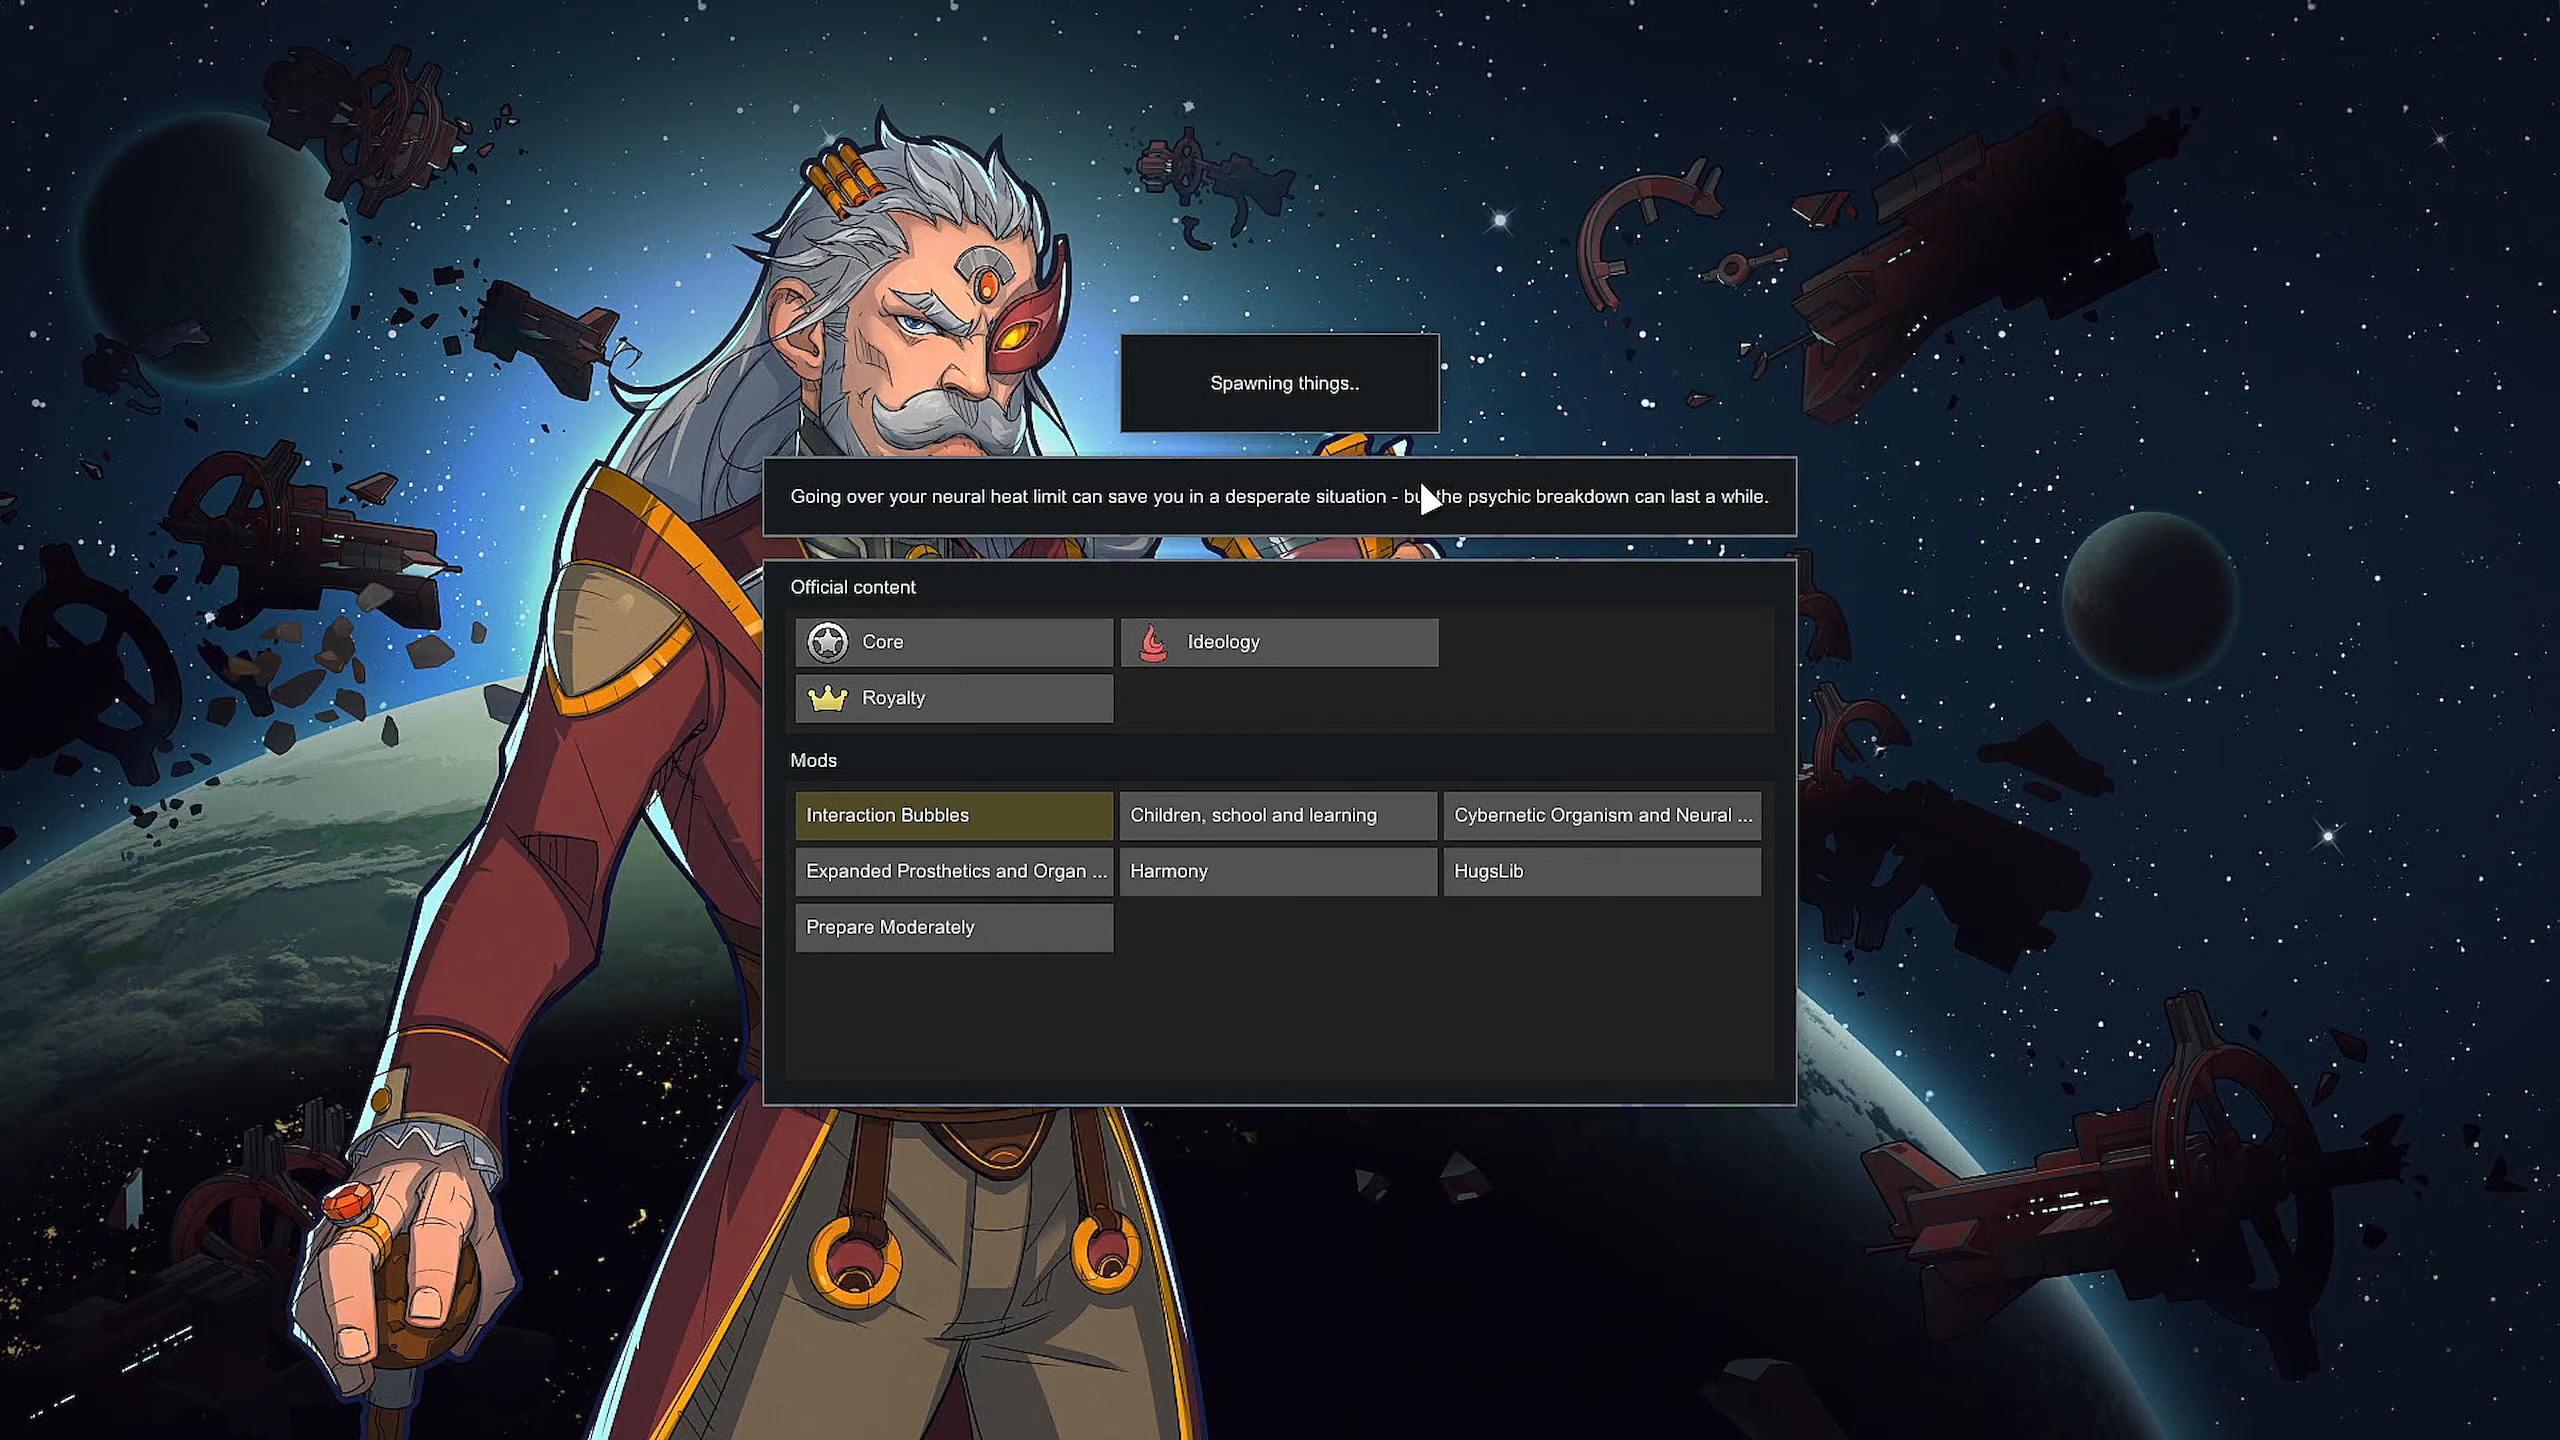 Spawning things..
Going over your neural heat limit can save you in a desperate situation - bu the psychic breakdown can last a while.
Official content
Core
Ideology
Royalty
Mods
Interaction Bubbles
Children, school and learning
Cybernetic Organism and Neural ...
Expanded Prosthetics and Organ ...
Harmony
HugsLib
Prepare Moderately